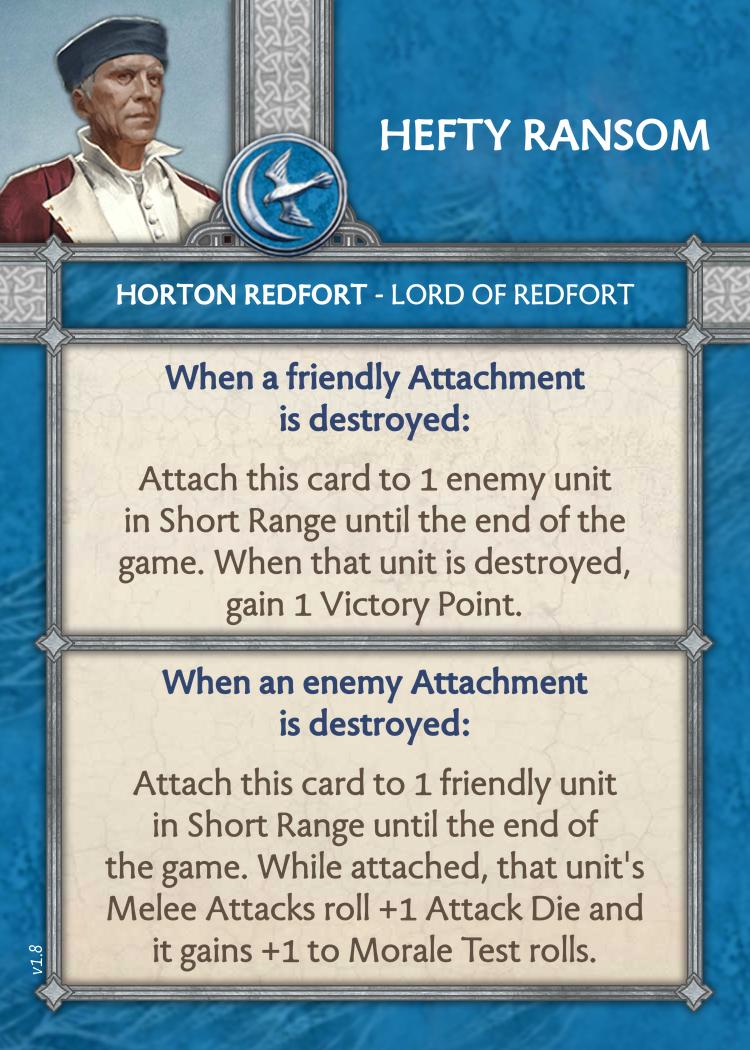 HEFTY RANSOM
HORTON REDFORT - LORD OF REDFORT
When a friendly Attachment
is destroyed:
Attach this card to 1 enemy unit
in Short Range until the end of the
game. When that unit is destroyed,
gain 1 Victory Point.
When an enemy Attachment
is destroyed:
Attach this card to 1 friendly unit
in Short Range until the end of
the game. While attached, that unit's
Melee Attacks roll +1 Attack Die and
it gains +1 to Morale Test rolls.
v1.8